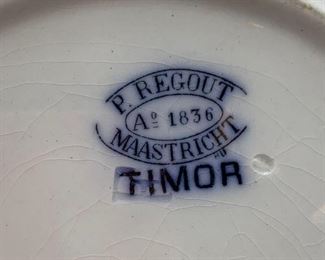 P. REGOUT
Aº 1836
MAASTRICHT
TIMOR